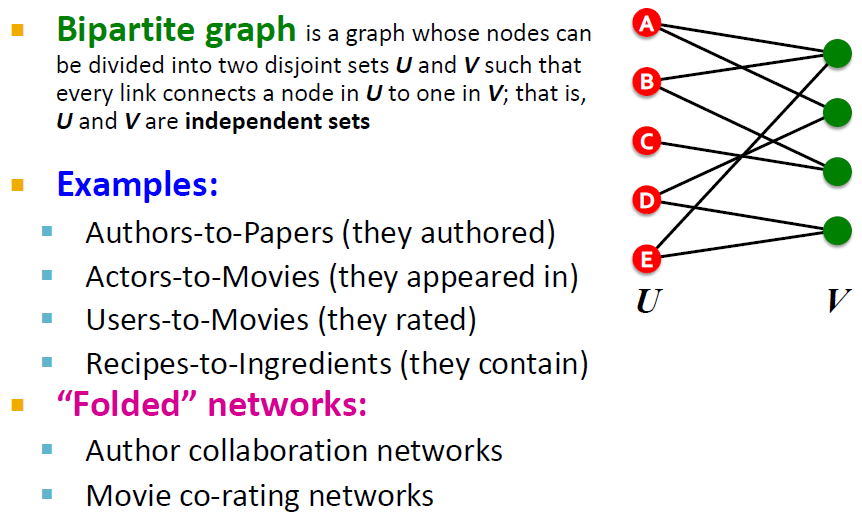 Bipartite graph is a graph whose nodes can
be divided into two disjoint sets U and V such that
every link connects a node in U to one in V; that is,
U and V are independent sets
Examples:
Authors-to-Papers (they authored)
Actors-to-Movies (they appeared in)
Users-to-Movies (they rated)
Recipes-to-Ingredients (they contain)
“Folded” networks:
Author collaboration networks
Movie co-rating networks
A
B
C
D
E
U V